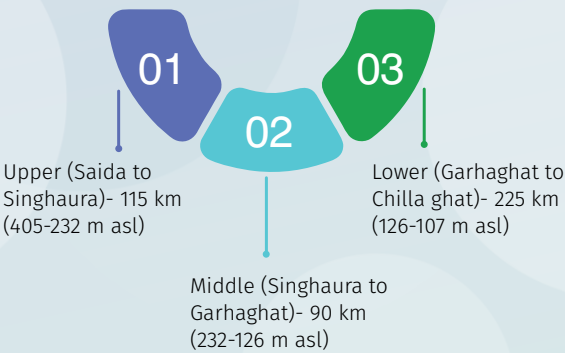 01
02
03
Upper (Saida to
Singhaura)- 115 km
(405-232 m asl)
Middle (Singhaura to
Garhaghat)- 90 km
(232-126 m asl)
Lower (Garhaghat to
Chilla ghat)- 225 km
(126-107 m asl)